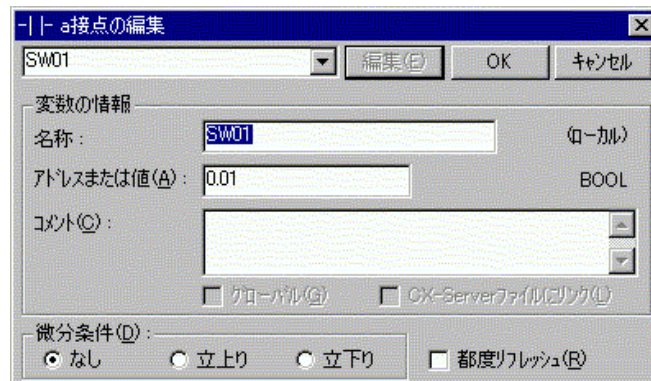 -| |- a接点の編集
SW01 編集(E) OK ｷｬﾝｾﾙ
変数の情報
名称： SW01 (ﾛｰｶﾙ)
ｱﾄﾞﾚｽまたは値(A)： 0.01 BOOL
ｺﾒﾝﾄ(C)：
ｸﾞﾛｰﾊﾞﾙ(G) CX-Serverﾌｧｲﾙにﾘﾝｸ(L)
微分条件(D)：
なし 立上り 立下り 都度ﾘﾌﾚｯｼｭ(R)